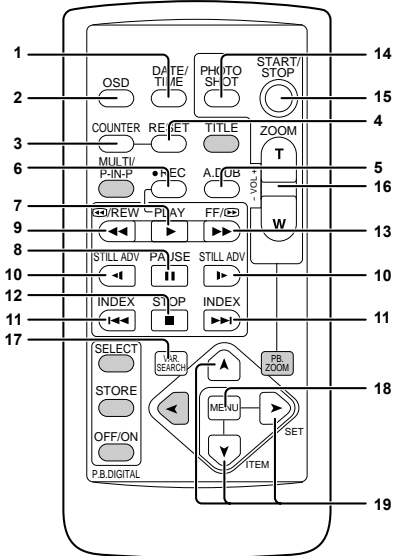 1
DATE/
TIME
PHOTO
SHOT
14
START/
STOP
2
OSD
15
3
COUNTER
RESET
TITLE
4
ZOOM
T
MULTI/
P-IN-P
6
●REC
A.DUB
5
- VOL +
16
W
7
/REW
PLAY
FF/
9
13
8
STILL ADV
PAUSE
STILL ADV
10
10
12
INDEX
STOP
INDEX
11
11
17
SELECT
VAR.
SEARCH
PB.
ZOOM
18
STORE
MENU
SET
OFF/ON
ITEM
P.B.DIGITAL
19